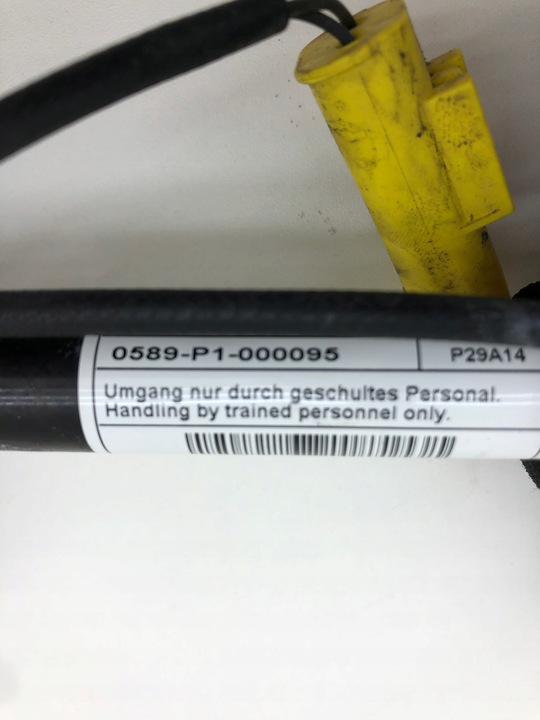 0589-P1-000095 P29A14
Umgang nur durch geschultes Personal.
Handling by trained personnel only.